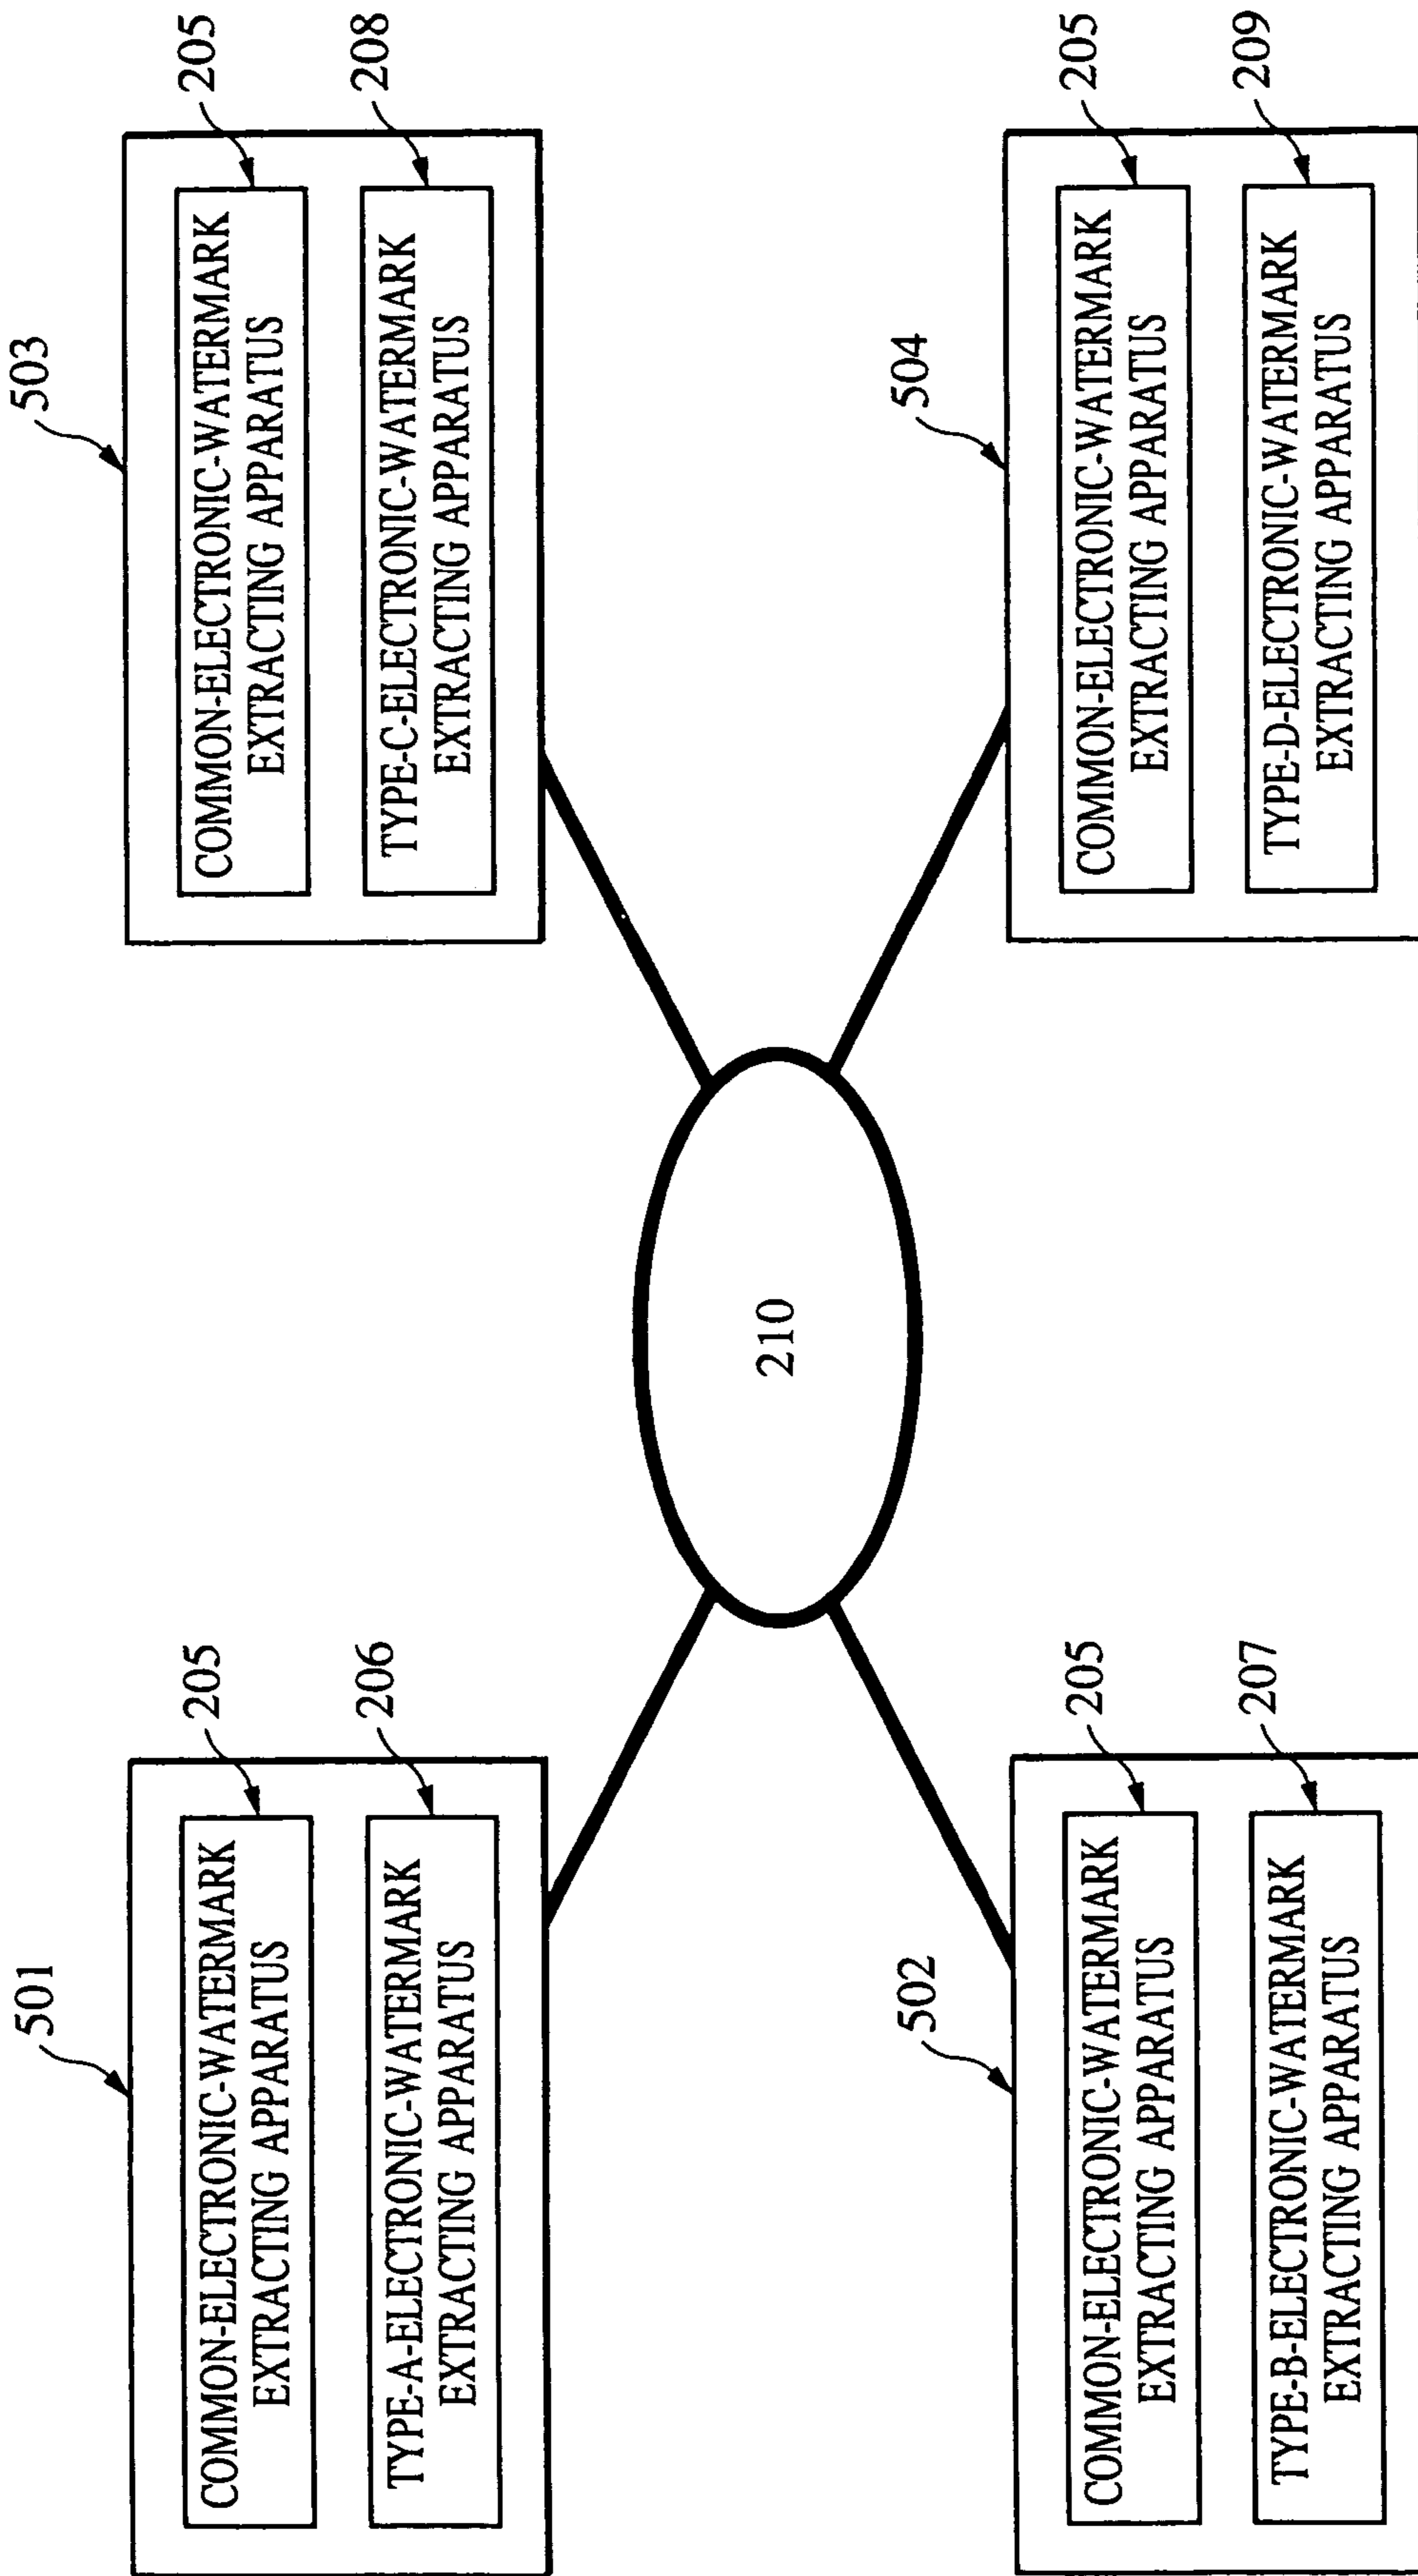 501
COMMON-ELECTRONIC-WATERMARK
EXTRACTING APPARATUS
205
TYPE-A-ELECTRONIC-WATERMARK
EXTRACTING APPARATUS
206
503
COMMON-ELECTRONIC-WATERMARK
EXTRACTING APPARATUS
205
TYPE-C-ELECTRONIC-WATERMARK
EXTRACTING APPARATUS
208
210
502
COMMON-ELECTRONIC-WATERMARK
EXTRACTING APPARATUS
205
TYPE-B-ELECTRONIC-WATERMARK
EXTRACTING APPARATUS
207
504
COMMON-ELECTRONIC-WATERMARK
EXTRACTING APPARATUS
205
TYPE-D-ELECTRONIC-WATERMARK
EXTRACTING APPARATUS
209